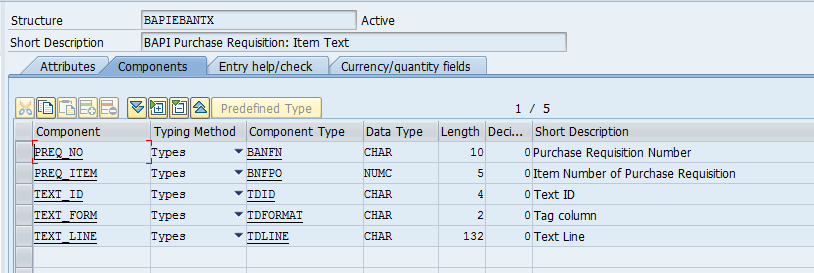 Structure BAPIEBANTX Active
Short Description BAPI Purchase Requisition: Item Text
Attributes Components Entry help/check Currency/quantity fields
Predefined Type 1 / 5
Component Typing Method Component Type Data Type Length Deci... Short Description
PREQ_NO Types BANFN CHAR 10 0 Purchase Requisition Number
PREQ_ITEM Types BNFPO NUMC 5 0 Item Number of Purchase Requisition
TEXT_ID Types TDID CHAR 4 0 Text ID
TEXT_FORM Types TDFORMAT CHAR 2 0 Tag column
TEXT_LINE Types TDLINE CHAR 132 0 Text Line